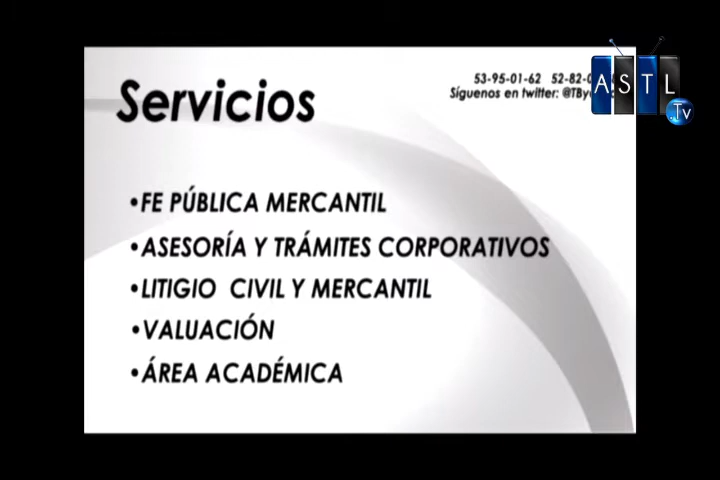 Servicios
53-95-01-62 52-82-0
Síguenos en twitter:
ASTL
.Tv
•FE PÚBLICA MERCANTIL
•ASESORÍA Y TRÁMITES CORPORATIVOS
•LITIGIO CIVIL Y MERCANTIL
•VALUACIÓN
•ÁREA ACADÉMICA